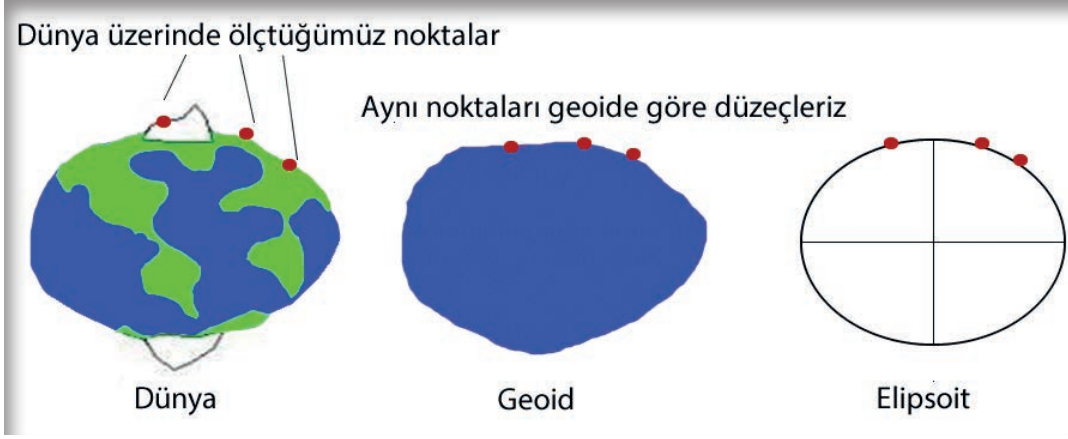 Dünya üzerinde ölçtüğümüz noktalar
Aynı noktaları geoide göre düzeçleriz
Dünya
Geoid
Elipsoit